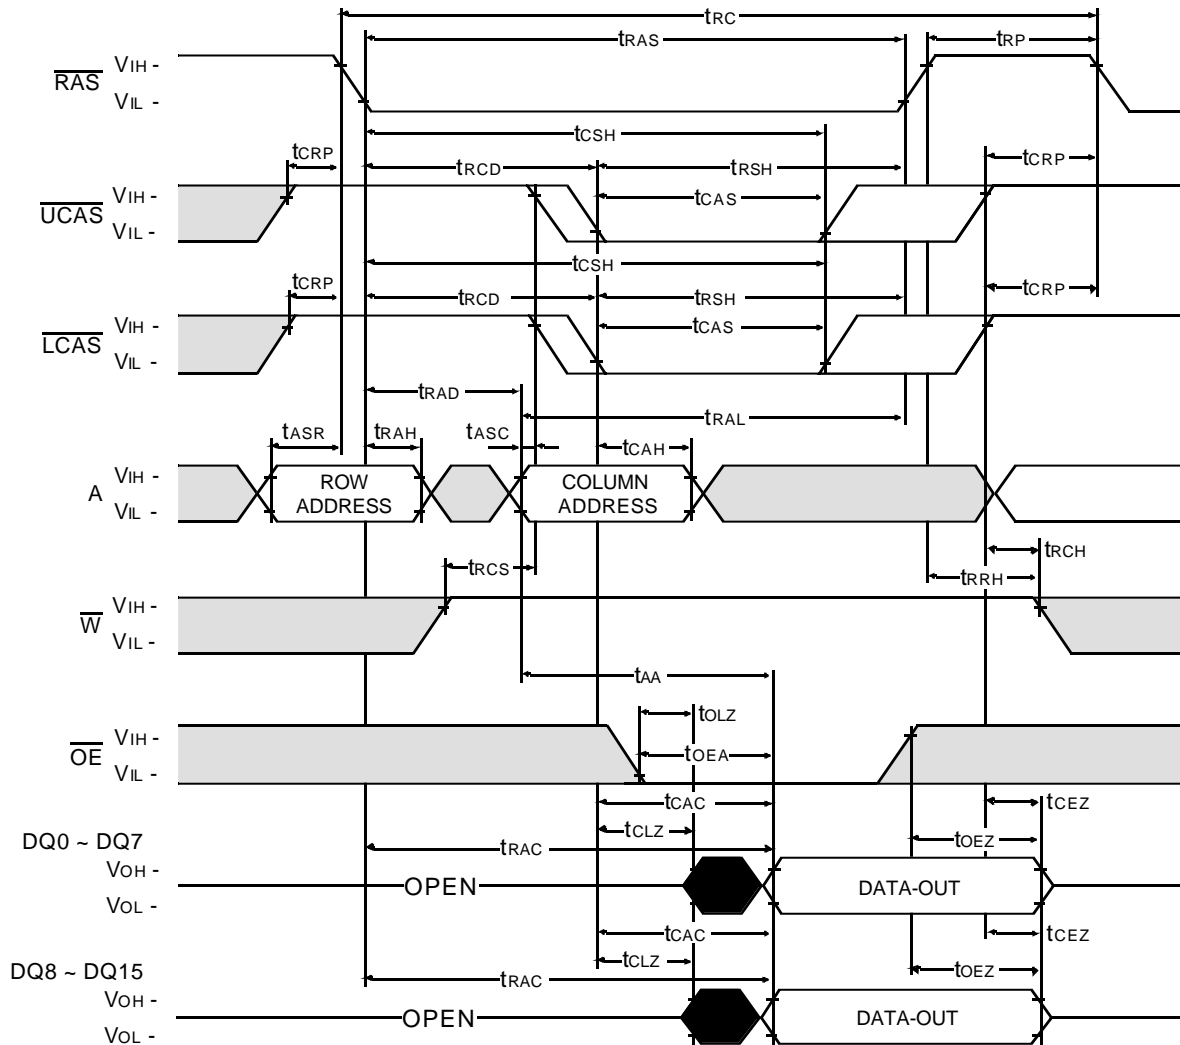 tRC
tRAS
tRP
RAS
VIH -
VIL -
tCSH
tCRP
tRCD
tRSH
tCRP
UCAS
VIH -
VIL -
tCAS
tCSH
tCRP
tRCD
tRSH
tCRP
LCAS
VIH -
VIL -
tCAS
tRAD
tRAL
tASR
tRAH
tASC
tCAH
A
VIH -
VIL -
ROW
ADDRESS
COLUMN
ADDRESS
tRCH
tRCS
tRRH
W
VIH -
VIL -
tAA
tOLZ
OE
VIH -
VIL -
tOEA
tCAC
tCEZ
tCLZ
tOEZ
DQ0 ~ DQ7
tRAC
VOH -
VOL -
OPEN
DATA-OUT
tCAC
tCEZ
tCLZ
tOEZ
DQ8 ~ DQ15
tRAC
VOH -
VOL -
OPEN
DATA-OUT